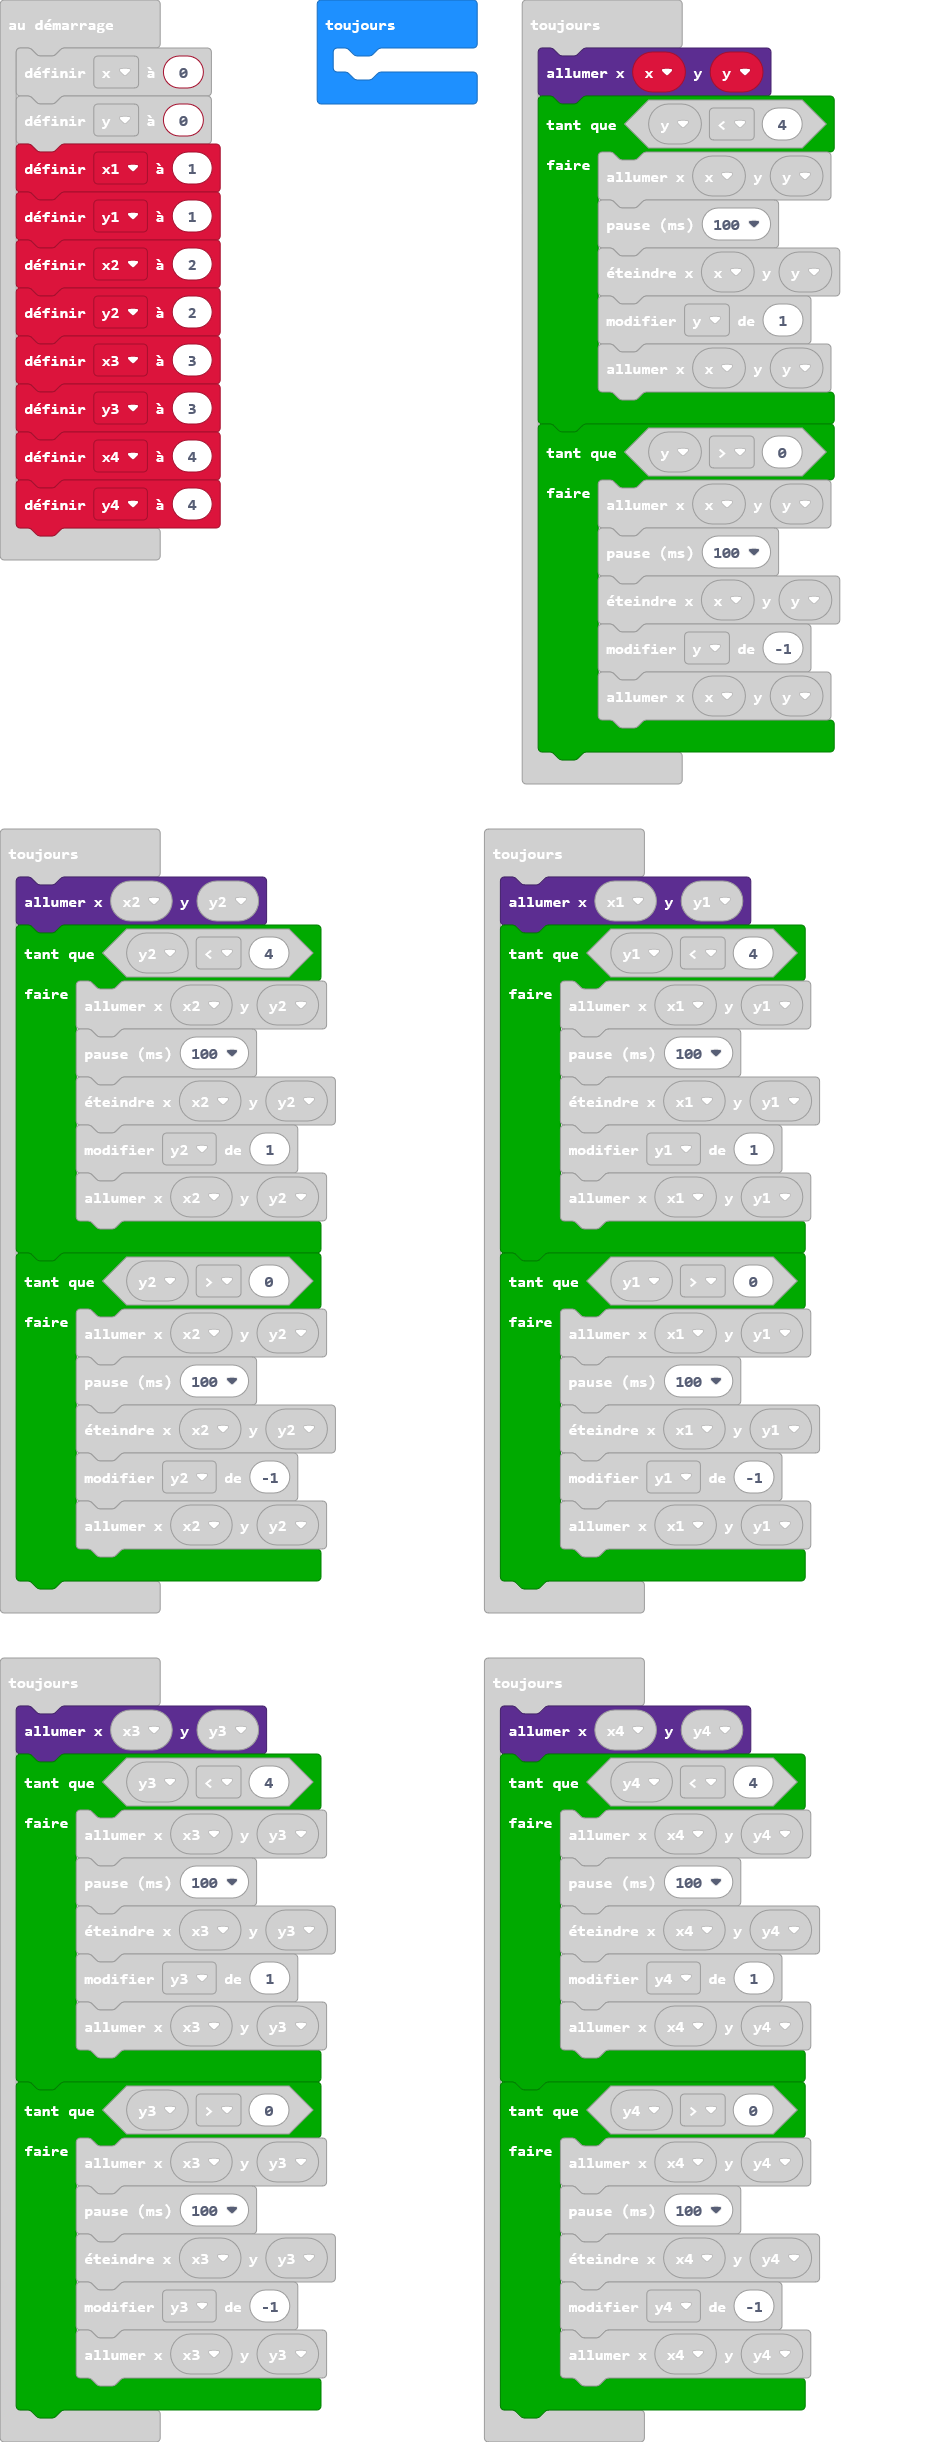 au démarrage
définir x à 0
définir y à 0
définir x1 à 1
définir y1 à 1
définir x2 à 2
définir y2 à 2
définir x3 à 3
définir y3 à 3
définir x4 à 4
définir y4 à 4
toujours
toujours
allumer x x y y
tant que y < 4
faire
allumer x x y y
pause (ms) 100
éteindre x x y y
modifier y de 1
allumer x x y y
tant que y > 0
faire
allumer x x y y
pause (ms) 100
éteindre x x y y
modifier y de -1
allumer x x y y
toujours
allumer x x2 y y2
tant que y2 < 4
faire
allumer x x2 y y2
pause (ms) 100
éteindre x x2 y y2
modifier y2 de 1
allumer x x2 y y2
tant que y2 > 0
faire
allumer x x2 y y2
pause (ms) 100
éteindre x x2 y y2
modifier y2 de -1
allumer x x2 y y2
toujours
allumer x x1 y y1
tant que y1 < 4
faire
allumer x x1 y y1
pause (ms) 100
éteindre x x1 y y1
modifier y1 de 1
allumer x x1 y y1
tant que y1 > 0
faire
allumer x x1 y y1
pause (ms) 100
éteindre x x1 y y1
modifier y1 de -1
allumer x x1 y y1
toujours
allumer x x3 y y3
tant que y3 < 4
faire
allumer x x3 y y3
pause (ms) 100
éteindre x x3 y y3
modifier y3 de 1
allumer x x3 y y3
tant que y3 > 0
faire
allumer x x3 y y3
pause (ms) 100
éteindre x x3 y y3
modifier y3 de -1
allumer x x3 y y3
toujours
allumer x x4 y y4
tant que y4 < 4
faire
allumer x x4 y y4
pause (ms) 100
éteindre x x4 y y4
modifier y4 de 1
allumer x x4 y y4
tant que y4 > 0
faire
allumer x x4 y y4
pause (ms) 100
éteindre x x4 y y4
modifier y4 de -1
allumer x x4 y y4